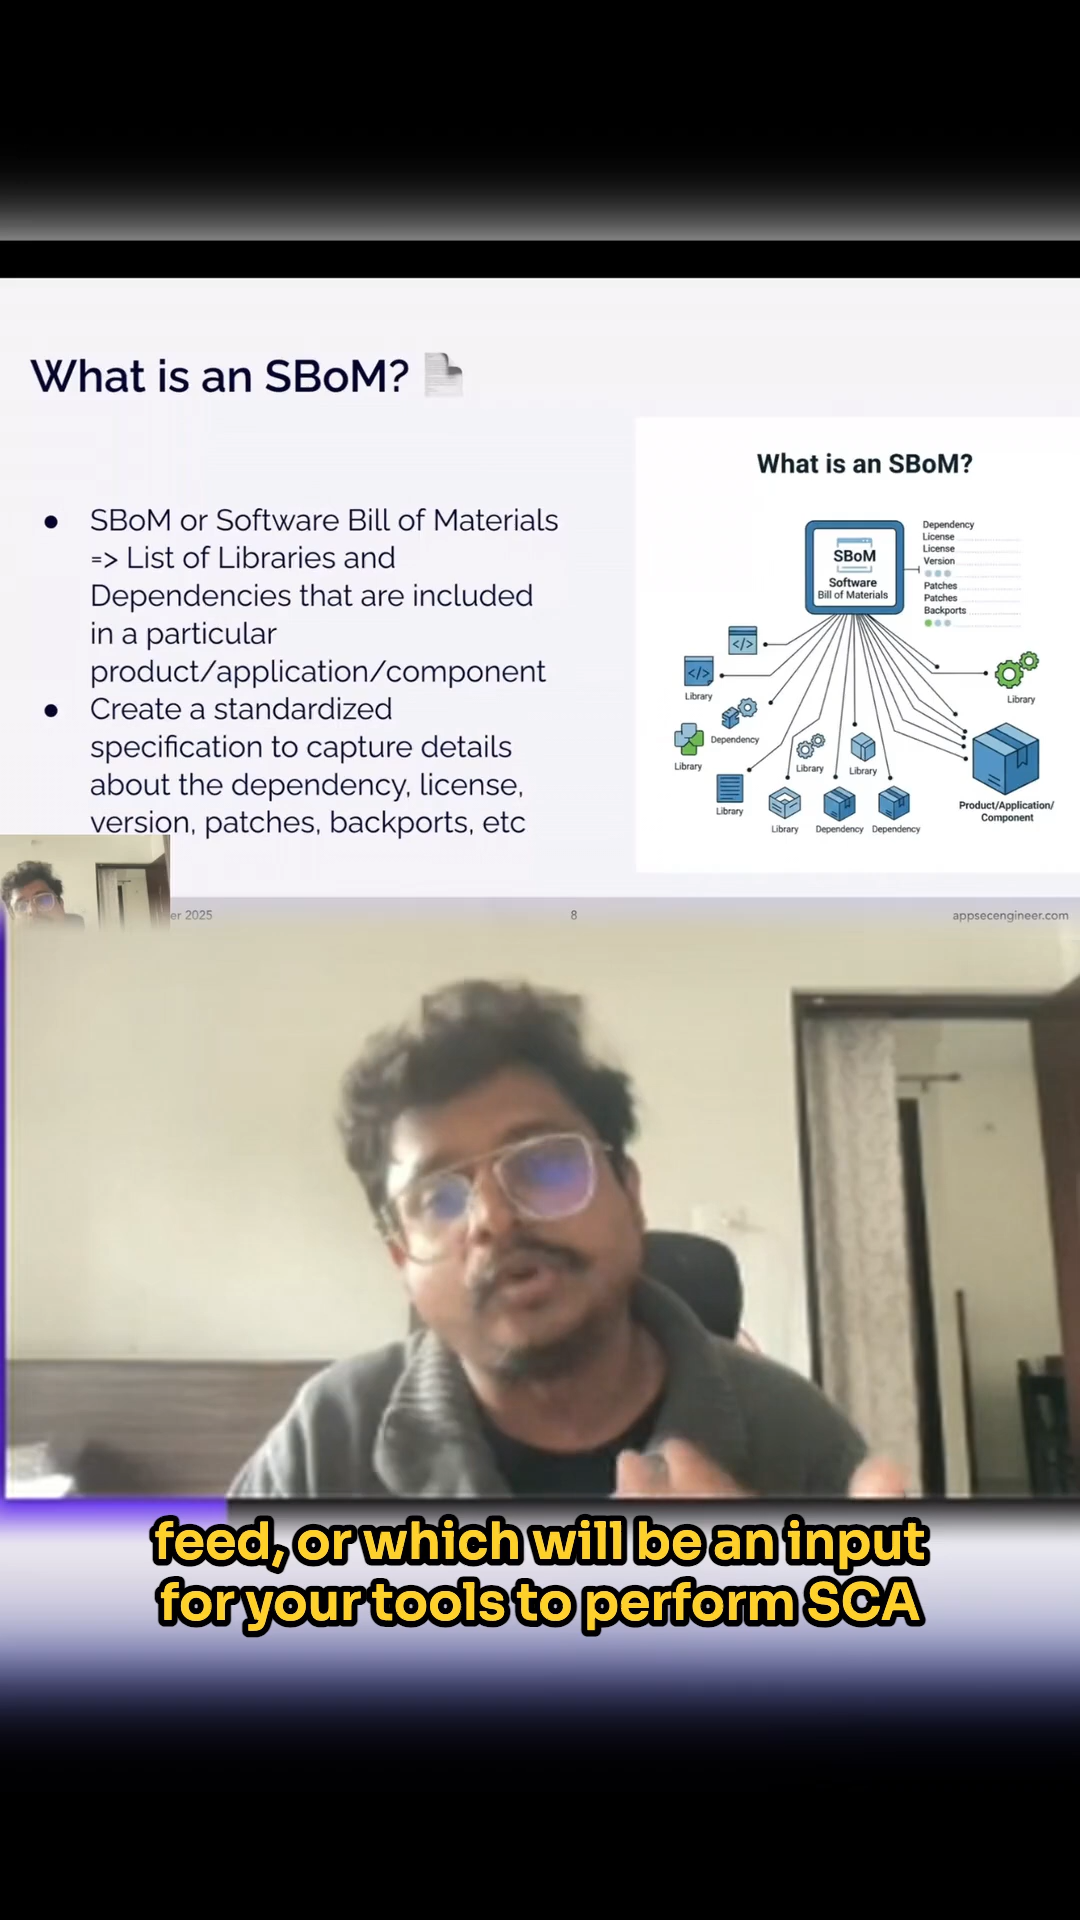 What is an SBoM?
● SBoM or Software Bill of Materials
=> List of Libraries and
Dependencies that are included
in a particular
product/application/component
● Create a standardized
specification to capture details
about the dependency, license,
version, patches, backports, etc
What is an SBoM?
SBoM
Software
Bill of Materials
Dependency
License
License
Version
Patches
Patches
Backports
</>
</>
Library
Dependency
Library
Library
Library
Library
Library
Dependency
Dependency
Library
Product/Application/
Component
er 2025
8
appsecengineer.com
feed, or which will be an input
for your tools to perform SCA